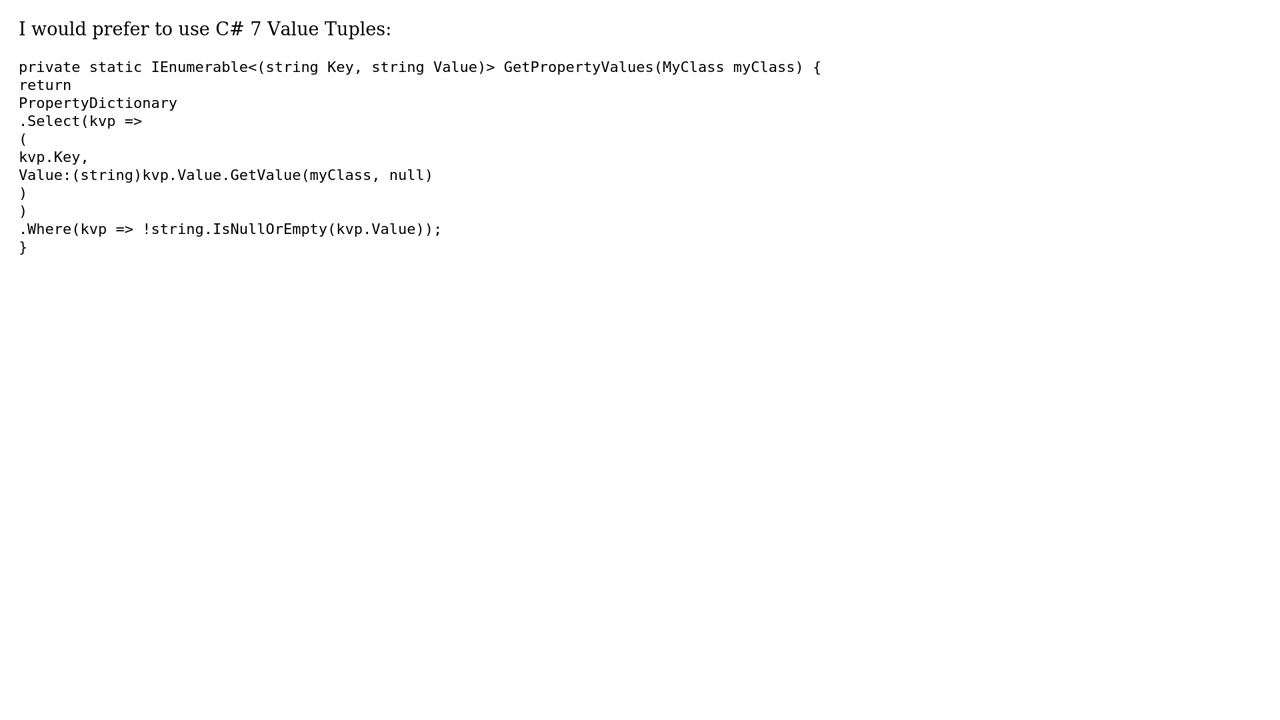 I would prefer to use C# 7 Value Tuples:
private static IEnumerable<(string Key, string Value)> GetPropertyValues(MyClass myClass) {
return
PropertyDictionary
.Select(kvp =>
(
kvp.Key,
Value:(string)kvp.Value.GetValue(myClass, null)
)
)
.Where(kvp => !string.IsNullOrEmpty(kvp.Value));
}